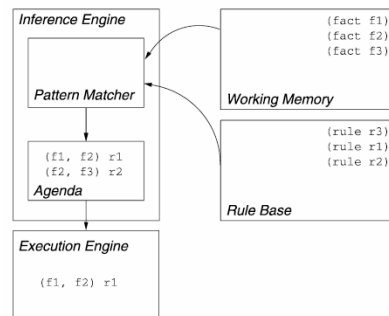 Inference Engine
Pattern Matcher
(f1, f2) r1
(f2, f3) r2
Agenda
Execution Engine
(f1, f2) r1
(fact f1)
(fact f2)
(fact f3)
Working Memory
(rule r3)
(rule r1)
(rule r2)
Rule Base